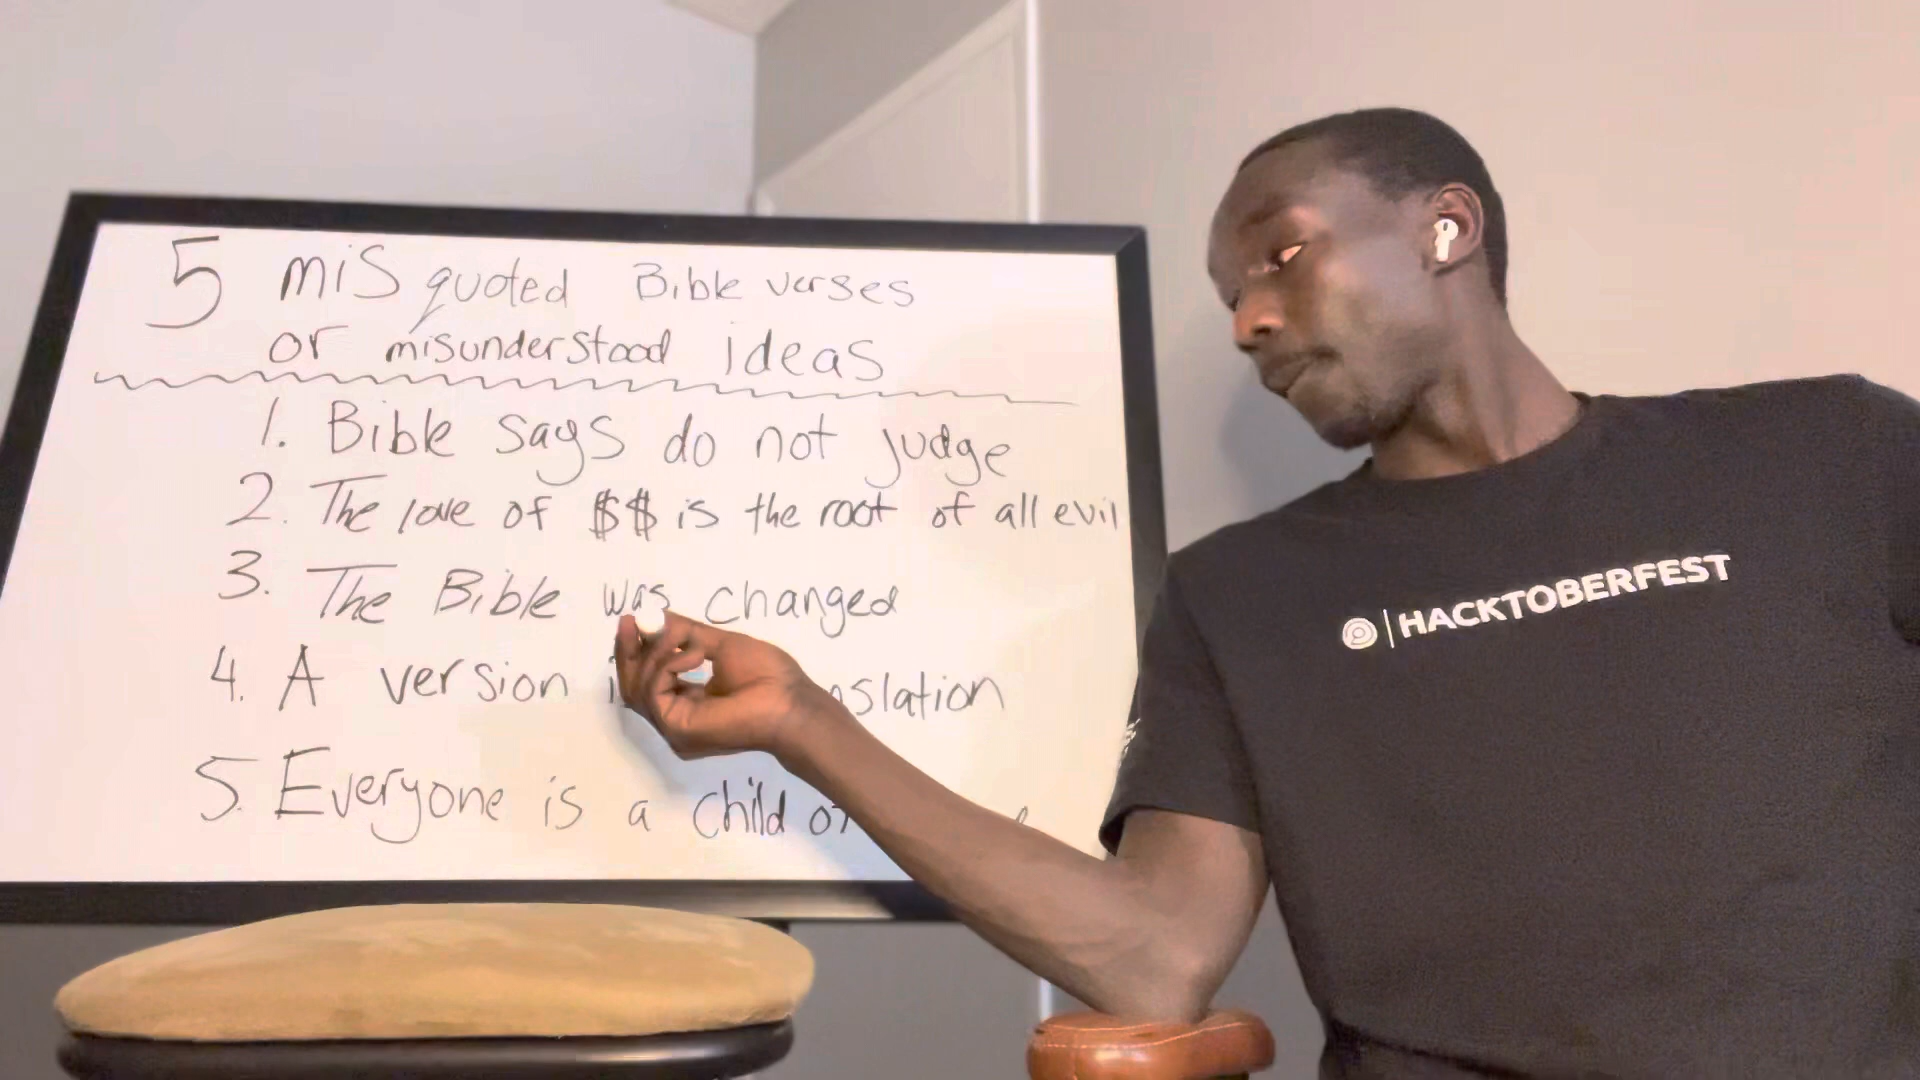 5 misquoted Bible verses
or misunderstood ideas
1. Bible says do not judge
2. The love of $$ is the root of all evil
3. The Bible was changed
4. A version
5. Everyone is a child of
| HACKTOBERFEST